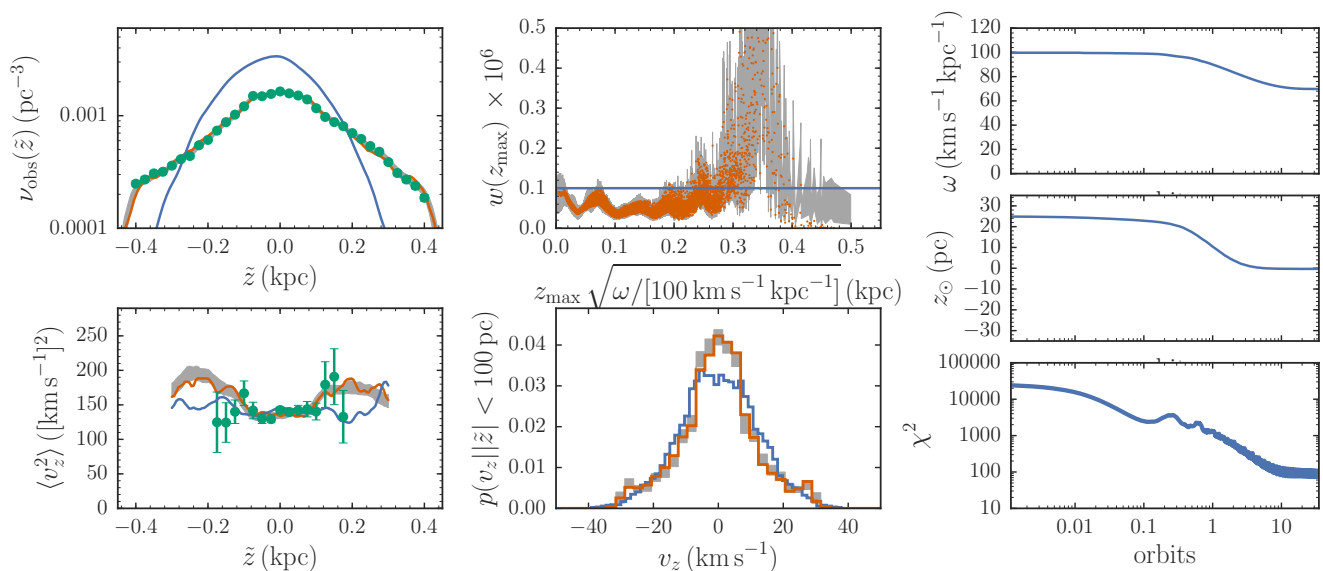 0.001
0.0001
ν_obs(z̃) (pc⁻³)
−0.4 −0.2 0.0 0.2 0.4
z̃ (kpc)
0.5
0.4
0.3
0.2
0.1
0.0
w(z_max) × 10⁶
0.0 0.1 0.2 0.3 0.4 0.5
z_max √ω/[100 km s⁻¹ kpc⁻¹] (kpc)
120
100
80
60
40
20
0
ω (km s⁻¹ kpc⁻¹)
30
20
10
0
−10
−20
−30
z⊙ (pc)
250
200
150
100
50
0
⟨v_z²⟩ ([km s⁻¹]²)
−0.4 −0.2 0.0 0.2 0.4
z̃ (kpc)
0.04
0.03
0.02
0.01
0.00
p(v_z||z̃| < 100 pc)
−40 −20 0 20 40
v_z (km s⁻¹)
100000
10000
1000
100
10
χ²
0.01 0.1 1 10
orbits